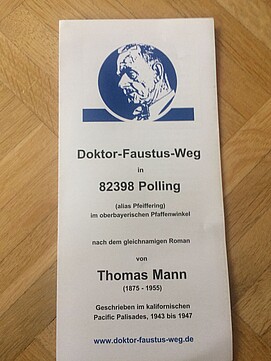 Doktor-Faustus-Weg
in
82398 Polling
(alias Pfeiffering)
im oberbayerischen Pfaffenwinkel
nach dem gleichnamigen Roman
von
Thomas Mann
(1875 - 1955)
Geschrieben im kalifornischen
Pacific Palisades, 1943 bis 1947
www.doktor-faustus-weg.de